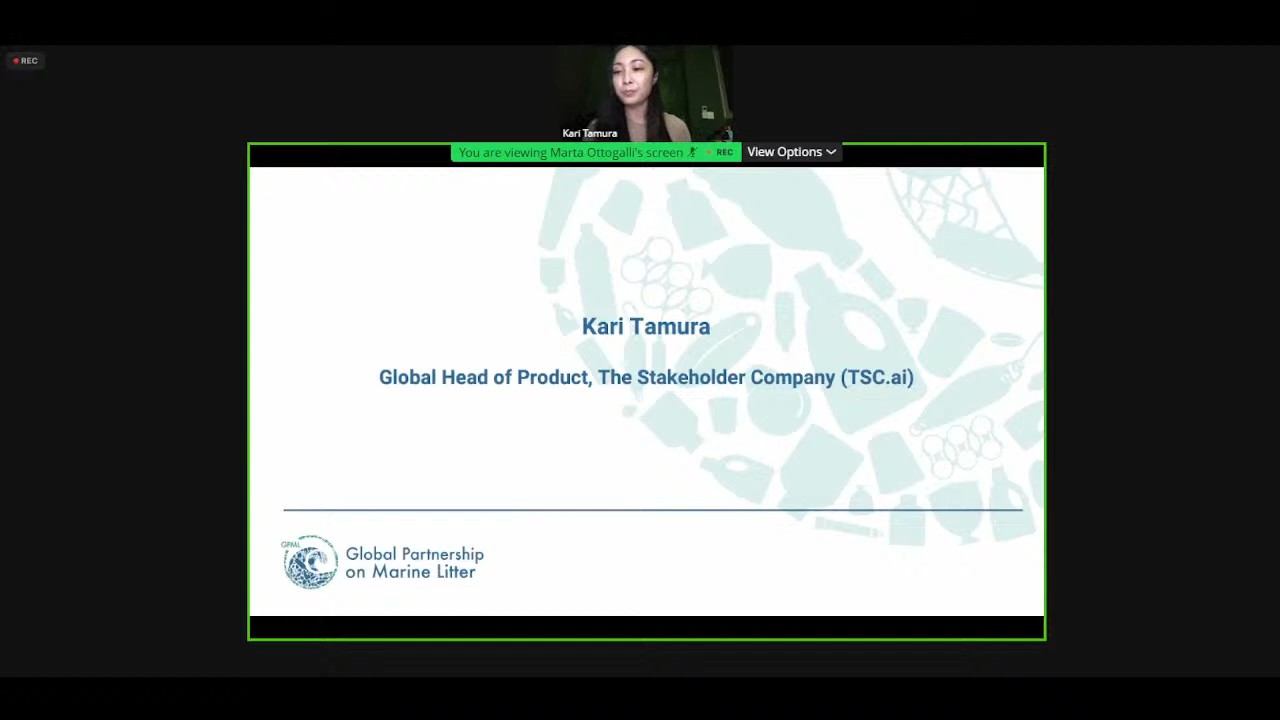 REC
Kari Tamura
You are viewing Marta Ottogalli's screen REC View Options
Kari Tamura
Global Head of Product, The Stakeholder Company (TSC.ai)
GPML
Global Partnership
on Marine Litter